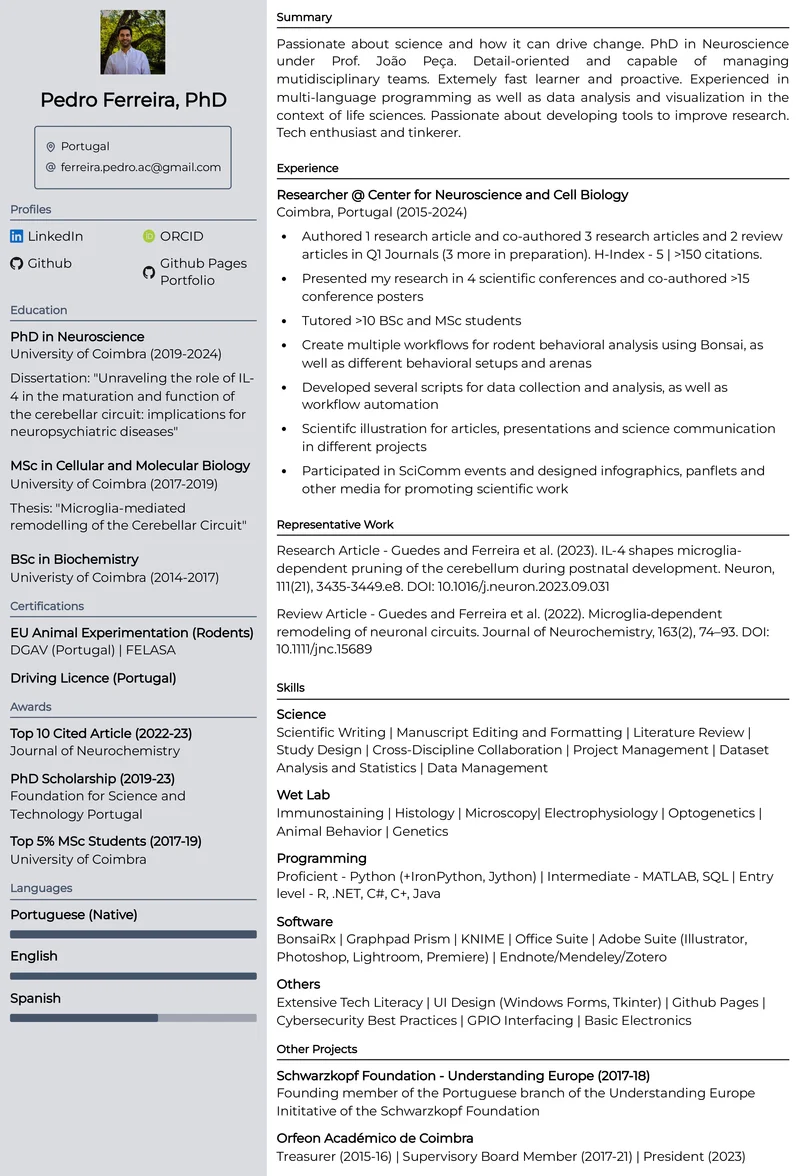 Pedro Ferreira, PhD
Portugal
ferreira.pedro.ac@gmail.com
Profiles
LinkedIn
ORCID
Github
Github Pages
Portfolio
Education
PhD in Neuroscience
University of Coimbra (2019-2024)
Dissertation: "Unraveling the role of IL-
4 in the maturation and function of
the cerebellar circuit: implications for
neuropsychiatric diseases"
MSc in Cellular and Molecular Biology
University of Coimbra (2017-2019)
Thesis: "Microglia-mediated
remodelling of the Cerebellar Circuit"
BSc in Biochemistry
Univeristy of Coimbra (2014-2017)
Certifications
EU Animal Experimentation (Rodents)
DGAV (Portugal) | FELASA
Driving Licence (Portugal)
Awards
Top 10 Cited Article (2022-23)
Journal of Neurochemistry
PhD Scholarship (2019-23)
Foundation for Science and
Technology Portugal
Top 5% MSc Students (2017-19)
University of Coimbra
Languages
Portuguese (Native)
English
Spanish
Summary
Passionate about science and how it can drive change. PhD in Neuroscience
under Prof. João Peça. Detail-oriented and capable of managing
mutidisciplinary teams. Extemely fast learner and proactive. Experienced in
multi-language programming as well as data analysis and visualization in the
context of life sciences. Passionate about developing tools to improve research.
Tech enthusiast and tinkerer.
Experience
Researcher @ Center for Neuroscience and Cell Biology
Coimbra, Portugal (2015-2024)
• Authored 1 research article and co-authored 3 research articles and 2 review
articles in Q1 Journals (3 more in preparation). H-Index - 5 | >150 citations.
• Presented my research in 4 scientific conferences and co-authored >15
conference posters
• Tutored >10 BSc and MSc students
• Create multiple workflows for rodent behavioral analysis using Bonsai, as
well as different behavioral setups and arenas
• Developed several scripts for data collection and analysis, as well as
workflow automation
• Scientifc illustration for articles, presentations and science communication
in different projects
• Participated in SciComm events and designed infographics, panflets and
other media for promoting scientific work
Representative Work
Research Article - Guedes and Ferreira et al. (2023). IL-4 shapes microglia-
dependent pruning of the cerebellum during postnatal development. Neuron,
111(21), 3435-3449.e8. DOI: 10.1016/j.neuron.2023.09.031
Review Article - Guedes and Ferreira et al. (2022). Microglia-dependent
remodeling of neuronal circuits. Journal of Neurochemistry, 163(2), 74–93. DOI:
10.1111/jnc.15689
Skills
Science
Scientific Writing | Manuscript Editing and Formatting | Literature Review |
Study Design | Cross-Discipline Collaboration | Project Management | Dataset
Analysis and Statistics | Data Management
Wet Lab
Immunostaining | Histology | Microscopy| Electrophysiology | Optogenetics |
Animal Behavior | Genetics
Programming
Proficient - Python (+IronPython, Jython) | Intermediate - MATLAB, SQL | Entry
level - R, .NET, C#, C+, Java
Software
BonsaiRx | Graphpad Prism | KNIME | Office Suite | Adobe Suite (Illustrator,
Photoshop, Lightroom, Premiere) | Endnote/Mendeley/Zotero
Others
Extensive Tech Literacy | UI Design (Windows Forms, Tkinter) | Github Pages |
Cybersecurity Best Practices | GPIO Interfacing | Basic Electronics
Other Projects
Schwarzkopf Foundation - Understanding Europe (2017-18)
Founding member of the Portuguese branch of the Understanding Europe
Inititative of the Schwarzkopf Foundation
Orfeon Académico de Coimbra
Treasurer (2015-16) | Supervisory Board Member (2017-21) | President (2023)